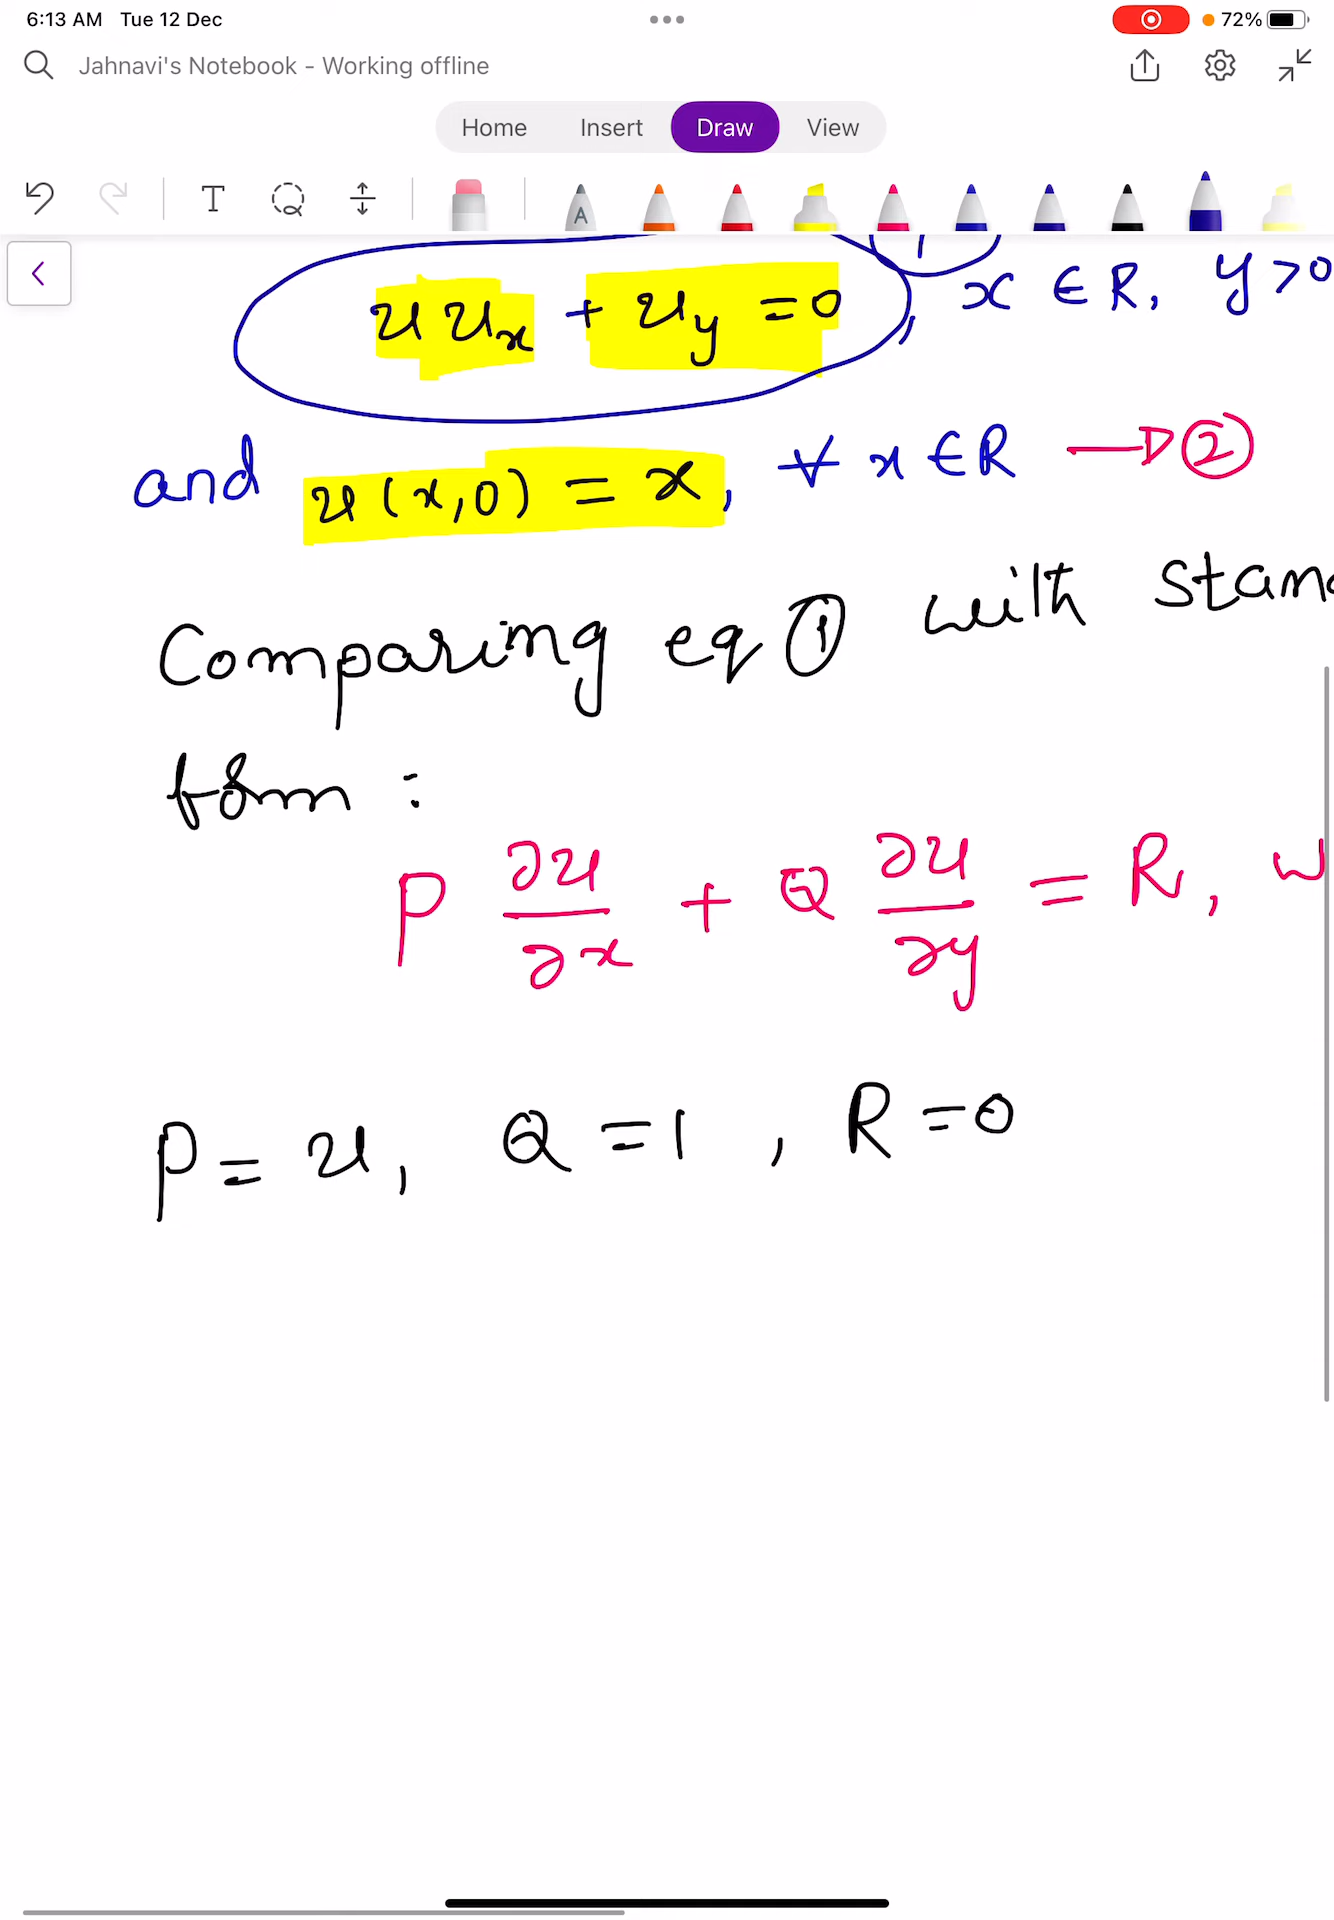 6:13 AM Tue 12 Dec 72%
Jahnavi's Notebook - Working offline
Home Insert Draw View
T A
u u_x + u_y = 0, x ∈ R, y > 0
and u(x,0) = x, ∀ x ∈ R → ②
Comparing eq ① with stan
form :
P ∂u/∂x + Q ∂u/∂y = R, w
P = u, Q = 1, R = 0